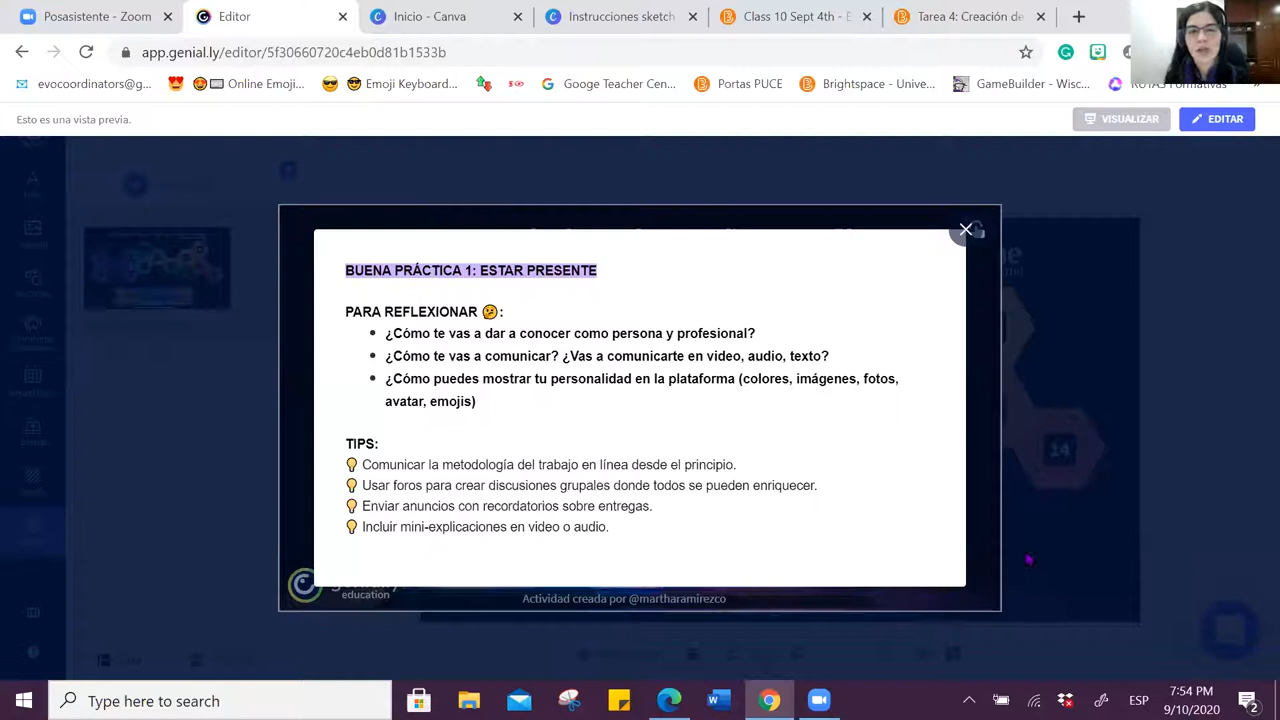 Posasistente - Zoom
Editor
Inicio - Canva
Instrucciones sketch
Class 10 Sept 4th - E
Tarea 4: Creación de
app.genial.ly/editor/5f30660720c4eb0d81b1533b
evocoordinators@g...
Online Emoji...
Emoji Keyboard...
Googe Teacher Cen...
Portas PUCE
Brightspace - Unive...
GameBuilder - Wisc...
RUTAS Formativas
Esto es una vista previa.
VISUALIZAR
EDITAR
BUENA PRÁCTICA 1: ESTAR PRESENTE
PARA REFLEXIONAR 🤔:
• ¿Cómo te vas a dar a conocer como persona y profesional?
• ¿Cómo te vas a comunicar? ¿Vas a comunicarte en video, audio, texto?
• ¿Cómo puedes mostrar tu personalidad en la plataforma (colores, imágenes, fotos,
avatar, emojis)
TIPS:
Comunicar la metodología del trabajo en línea desde el principio.
Usar foros para crear discusiones grupales donde todos se pueden enriquecer.
Enviar anuncios con recordatorios sobre entregas.
Incluir mini-explicaciones en video o audio.
14
education
Actividad creada por @martharamirezco
Type here to search
ESP
7:54 PM
9/10/2020
2